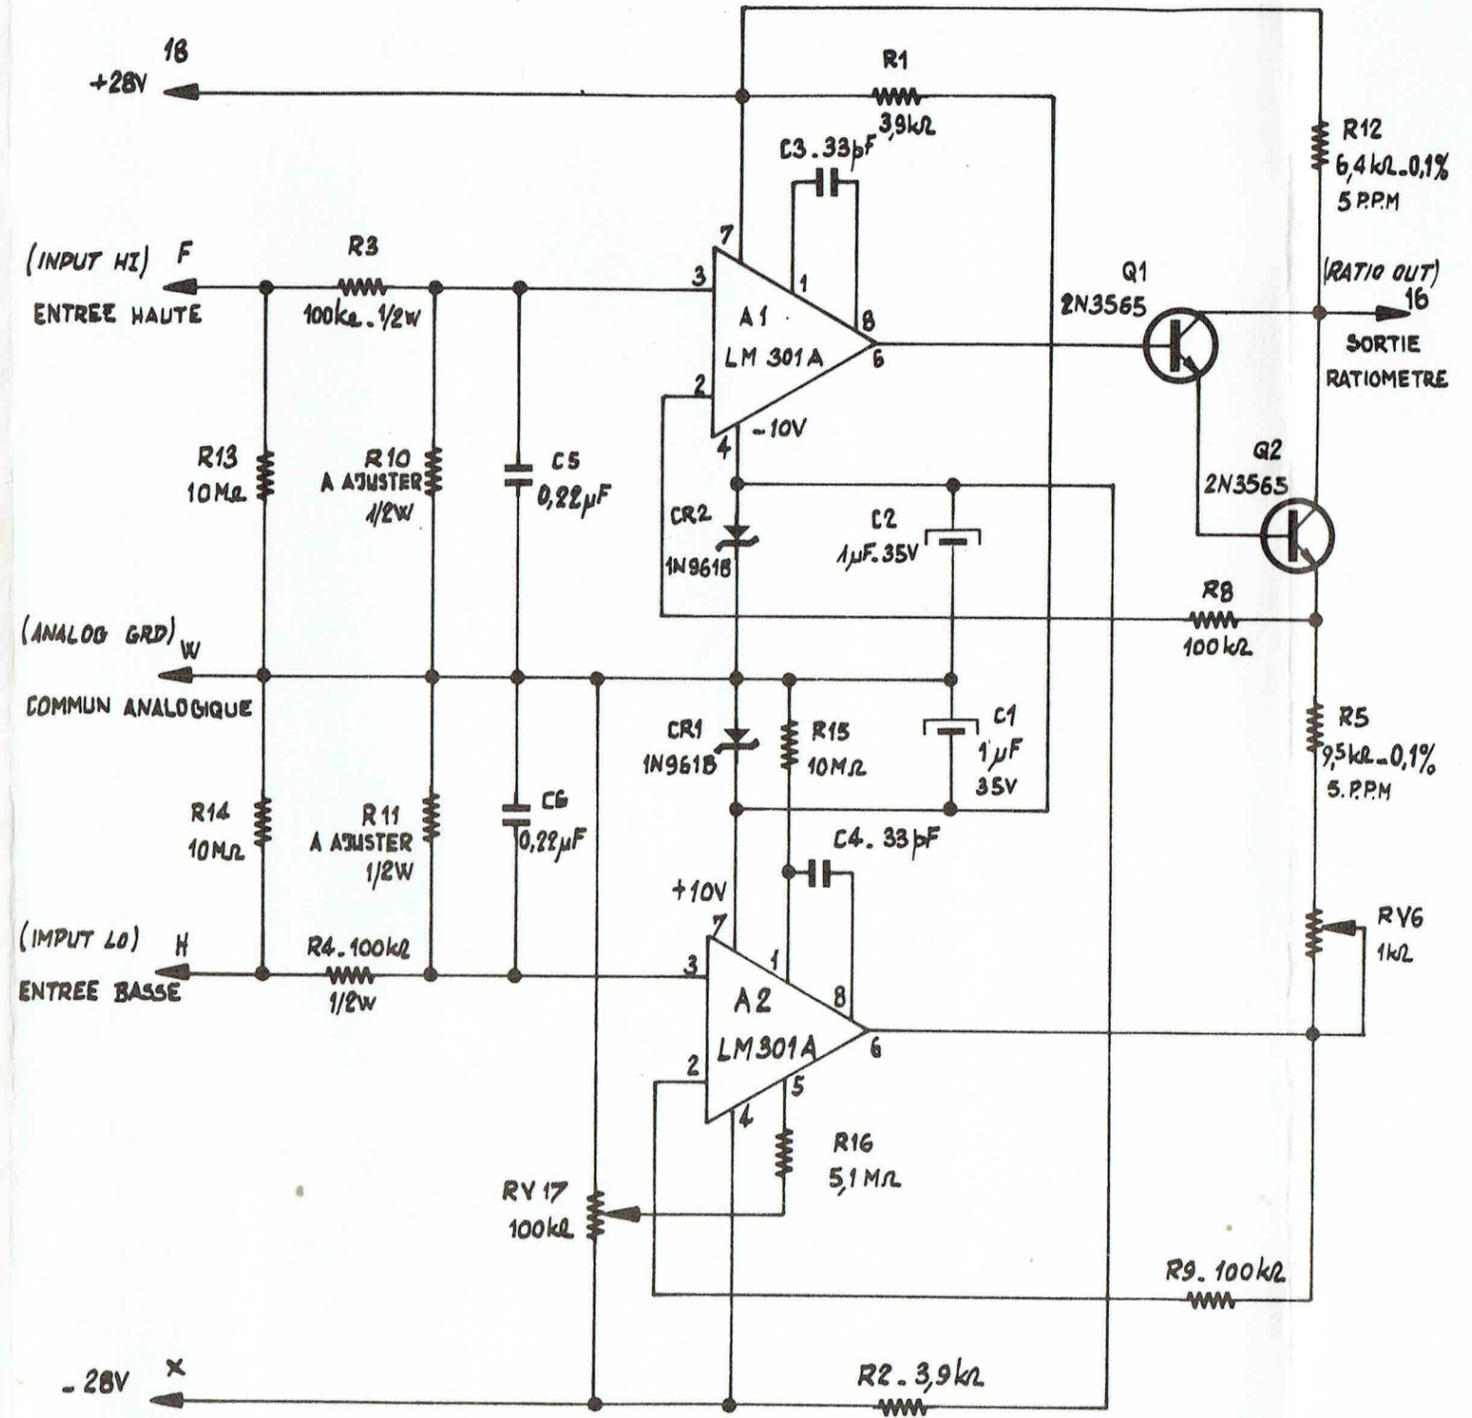 18
+28V
R1
3,9kΩ
C3.33pF
R12
6,4kΩ-0,1%
5 P.P.M
(INPUT HI) F
ENTREE HAUTE
R3
100kΩ-1/2W
7
3
1
A1
LM 301A
8
6
2
-10V
4
Q1
2N3565
(RATIO OUT)
16
SORTIE
RATIOMETRE
R13
10MΩ
R10
A AJUSTER
1/2W
C5
0,22µF
CR2
1N961B
C2
1µF.35V
Q2
2N3565
R8
100kΩ
(ANALOG GRD) W
COMMUN ANALOGIQUE
CR1
1N961B
R15
10MΩ
C1
1µF
35V
R5
9,5kΩ-0,1%
5.P.P.M
R14
10MΩ
R11
A AJUSTER
1/2W
C6
0,22µF
C4.33pF
+10V
7
(IMPUT LO) H
ENTREE BASSE
R4-100kΩ
1/2W
3
1
A2
LM301A
8
6
2
5
4
RV6
1kΩ
R16
5,1MΩ
RV 17
100kΩ
R9-100kΩ
-28V X
R2-3,9kΩ